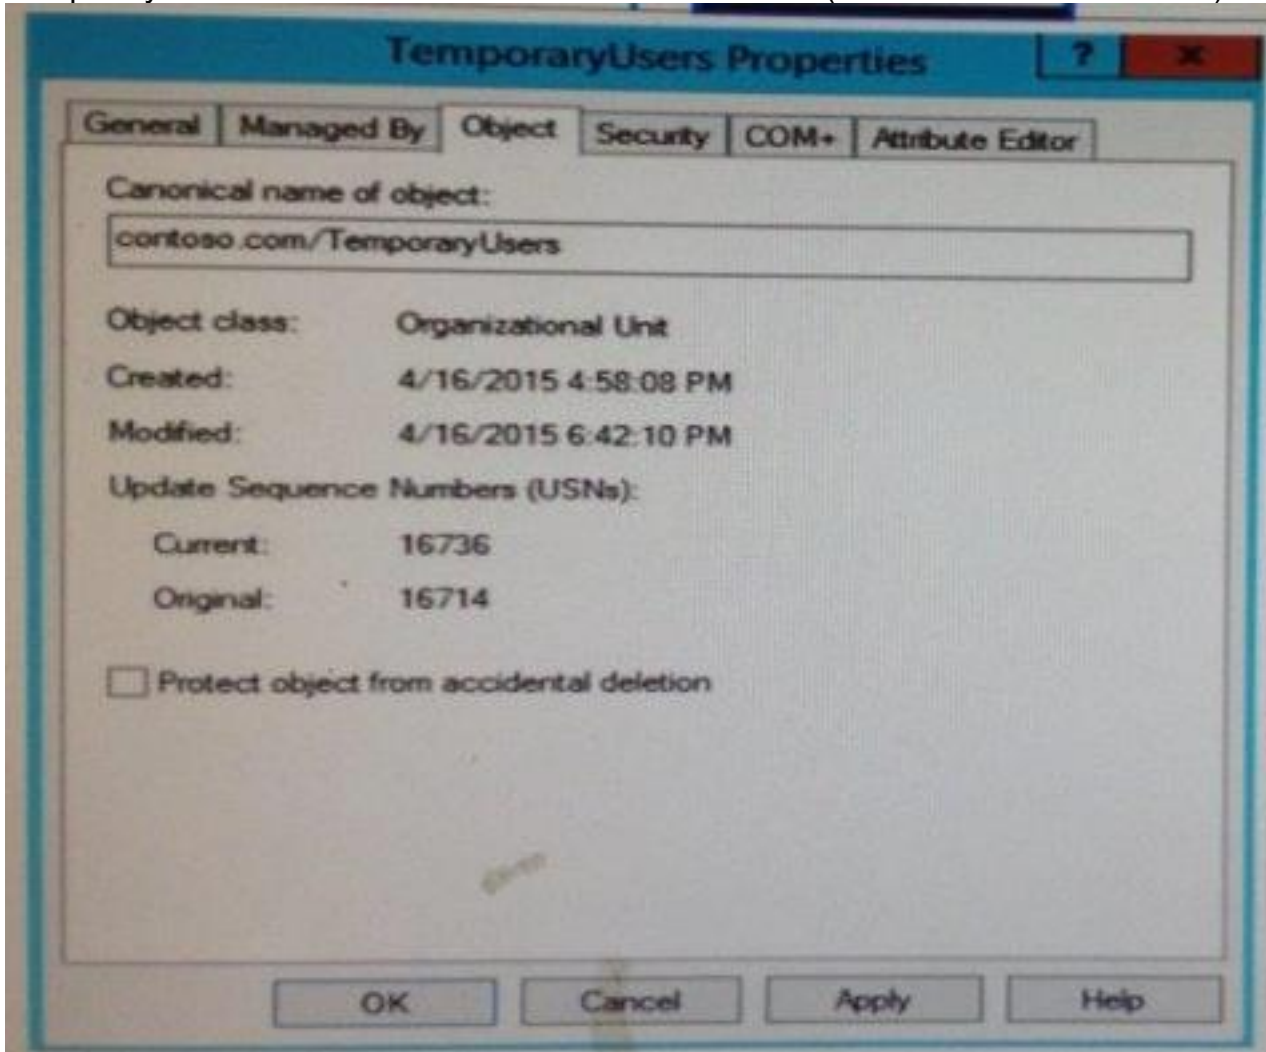 TemporaryUsers Properties
? x
General Managed By Object Security COM+ Attribute Editor
Canonical name of object:
contoso.com/TemporaryUsers
Object class: Organizational Unit
Created: 4/16/2015 4:58:08 PM
Modified: 4/16/2015 6:42:10 PM
Update Sequence Numbers (USNs):
Current: 16736
Original: 16714
Protect object from accidental deletion
OK Cancel Apply Help